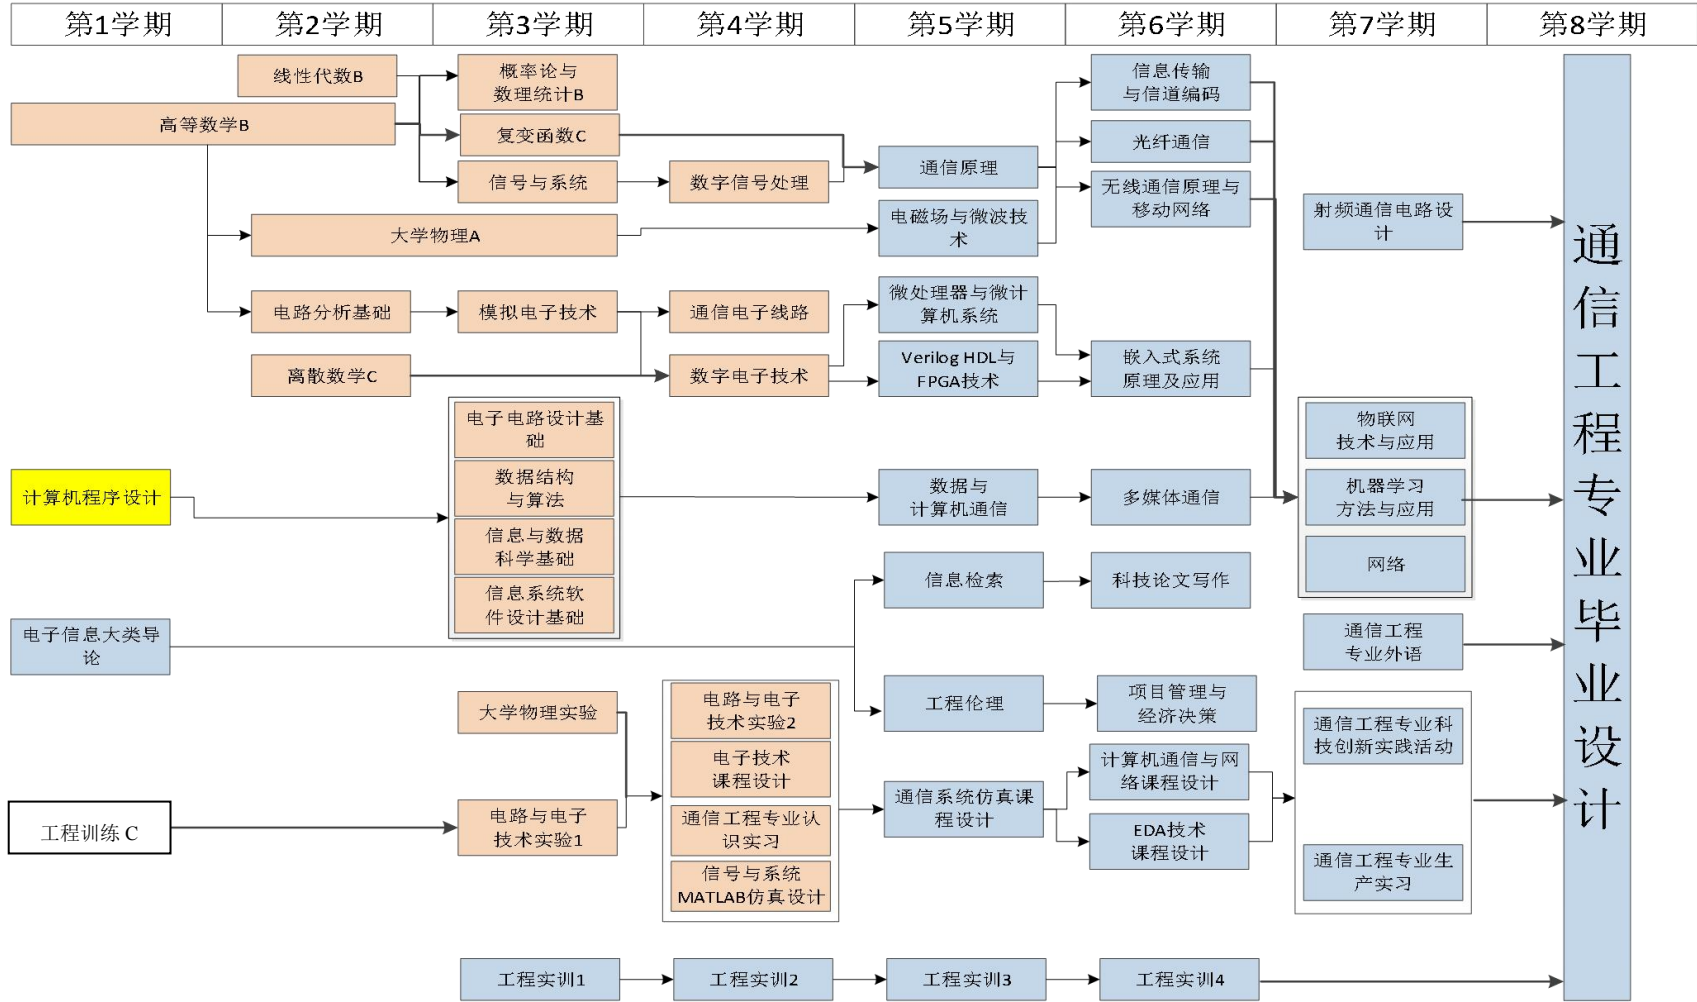 第1学期
第2学期
第3学期
第4学期
第5学期
第6学期
第7学期
第8学期
线性代数B
高等数学B
概率论与
数理统计B
复变函数C
信号与系统
数字信号处理
大学物理A
通信原理
电磁场与微波技
术
信息传输
与信道编码
光纤通信
无线通信原理与
移动网络
射频通信电路设
计
电路分析基础
模拟电子技术
通信电子线路
离散数学C
数字电子技术
微处理器与微计
算机系统
Verilog HDL与
FPGA技术
嵌入式系统
原理及应用
计算机程序设计
电子电路设计基
础
数据结构
与算法
信息与数据
科学基础
信息系统软
件设计基础
数据与
计算机通信
多媒体通信
物联网
技术与应用
机器学习
方法与应用
网络
电子信息大类导
论
信息检索
科技论文写作
工程伦理
项目管理与
经济决策
通信工程
专业外语
大学物理实验
工程训练 C
电路与电子
技术实验1
电路与电子
技术实验2
电子技术
课程设计
通信工程专业认
识实习
信号与系统
MATLAB仿真设计
通信系统仿真课
程设计
计算机通信与网
络课程设计
EDA技术
课程设计
通信工程专业科
技创新实践活动
通信工程专业生
产实习
工程实训1
工程实训2
工程实训3
工程实训4
通信工程专业毕业设计